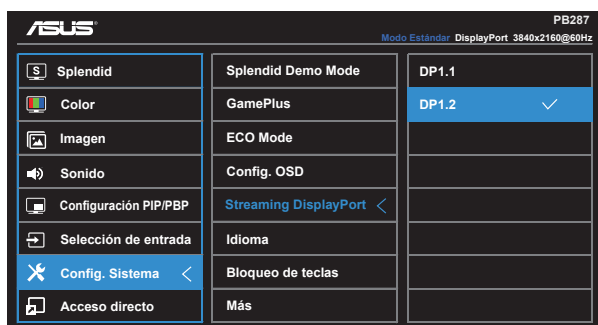 ASUS
PB287
Modo Estándar DisplayPort 3840x2160@60Hz
S Splendid
Color
Imagen
Sonido
Configuración PIP/PBP
Selección de entrada
Config. Sistema
Acceso directo
Splendid Demo Mode
GamePlus
ECO Mode
Config. OSD
Streaming DisplayPort
Idioma
Bloqueo de teclas
Más
DP1.1
DP1.2